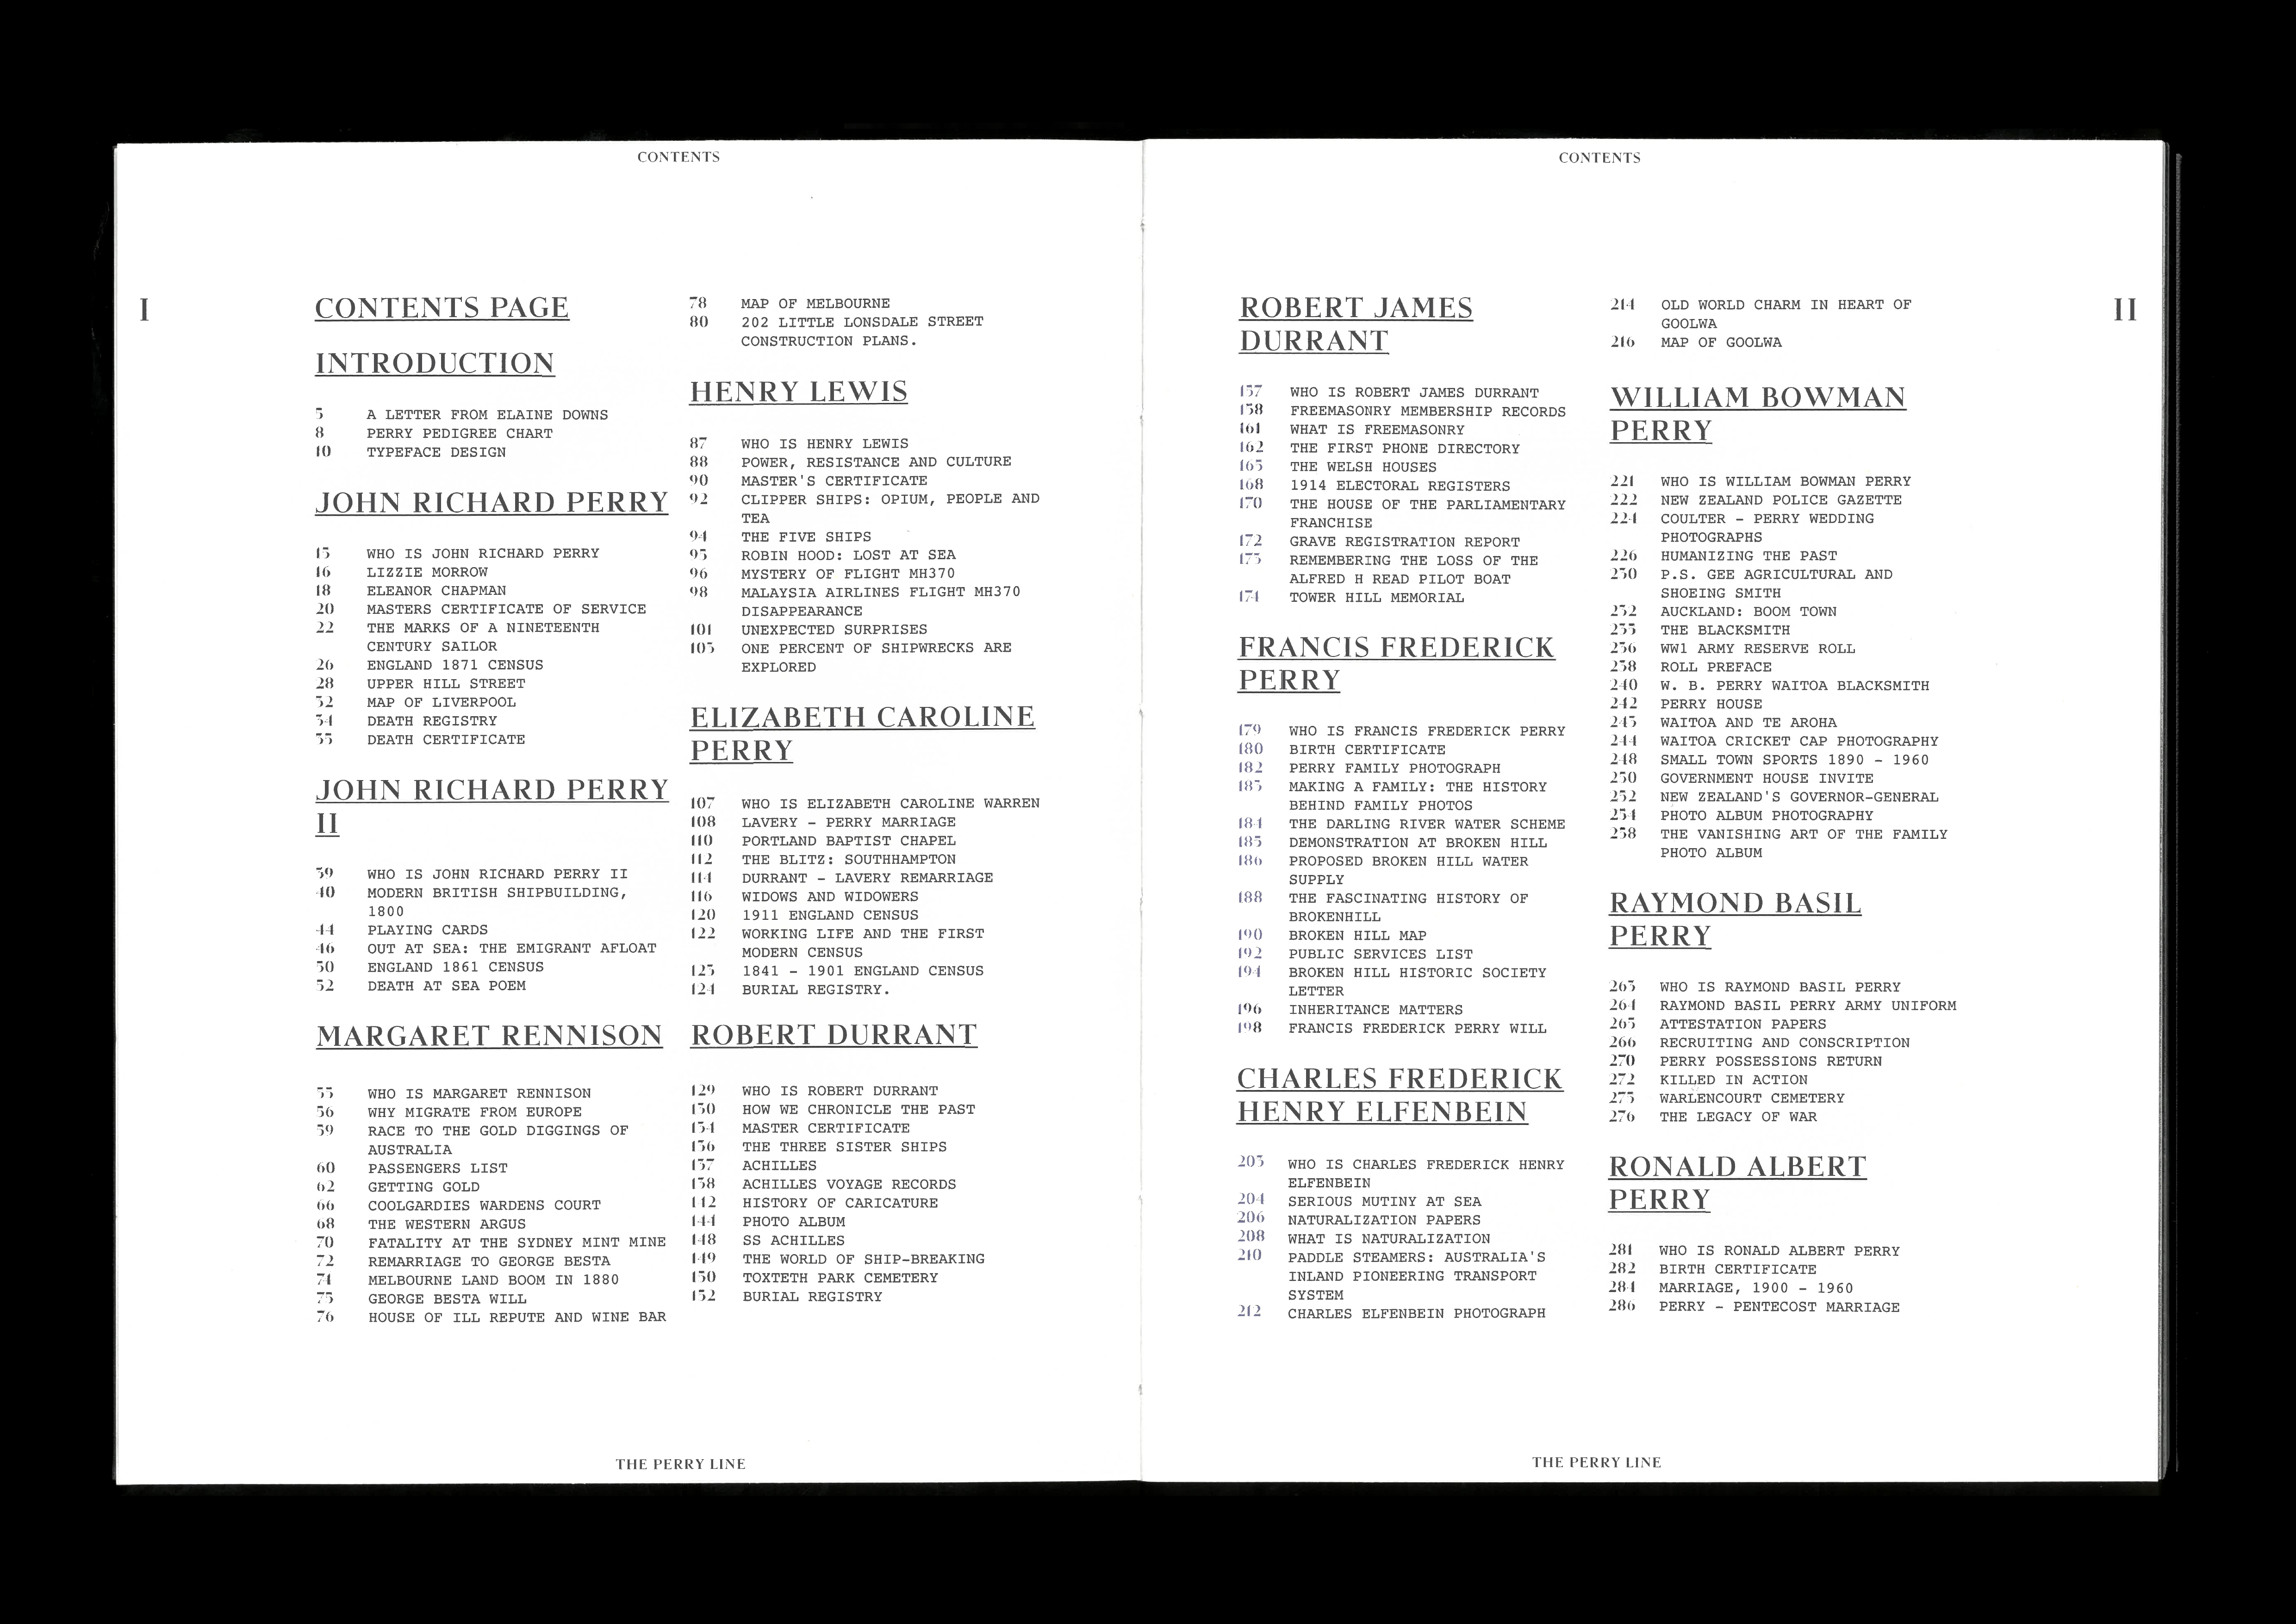 CONTENTS
I
CONTENTS PAGE
INTRODUCTION
5 A LETTER FROM ELAINE DOWNS
8 PERRY PEDIGREE CHART
10 TYPEFACE DESIGN
JOHN RICHARD PERRY
15 WHO IS JOHN RICHARD PERRY
16 LIZZIE MORROW
18 ELEANOR CHAPMAN
20 MASTERS CERTIFICATE OF SERVICE
22 THE MARKS OF A NINETEENTH
CENTURY SAILOR
26 ENGLAND 1871 CENSUS
28 UPPER HILL STREET
32 MAP OF LIVERPOOL
34 DEATH REGISTRY
35 DEATH CERTIFICATE
JOHN RICHARD PERRY
II
39 WHO IS JOHN RICHARD PERRY II
40 MODERN BRITISH SHIPBUILDING,
1800
44 PLAYING CARDS
46 OUT AT SEA: THE EMIGRANT AFLOAT
50 ENGLAND 1861 CENSUS
52 DEATH AT SEA POEM
MARGARET RENNISON
55 WHO IS MARGARET RENNISON
56 WHY MIGRATE FROM EUROPE
59 RACE TO THE GOLD DIGGINGS OF
AUSTRALIA
60 PASSENGERS LIST
62 GETTING GOLD
66 COOLGARDIES WARDENS COURT
68 THE WESTERN ARGUS
70 FATALITY AT THE SYDNEY MINT MINE
72 REMARRIAGE TO GEORGE BESTA
74 MELBOURNE LAND BOOM IN 1880
75 GEORGE BESTA WILL
76 HOUSE OF ILL REPUTE AND WINE BAR
78 MAP OF MELBOURNE
80 202 LITTLE LONSDALE STREET
CONSTRUCTION PLANS.
HENRY LEWIS
87 WHO IS HENRY LEWIS
88 POWER, RESISTANCE AND CULTURE
90 MASTER'S CERTIFICATE
92 CLIPPER SHIPS: OPIUM, PEOPLE AND
TEA
94 THE FIVE SHIPS
95 ROBIN HOOD: LOST AT SEA
96 MYSTERY OF FLIGHT MH370
98 MALAYSIA AIRLINES FLIGHT MH370
DISAPPEARANCE
101 UNEXPECTED SURPRISES
103 ONE PERCENT OF SHIPWRECKS ARE
EXPLORED
ELIZABETH CAROLINE
PERRY
107 WHO IS ELIZABETH CAROLINE WARREN
108 LAVERY - PERRY MARRIAGE
110 PORTLAND BAPTIST CHAPEL
112 THE BLITZ: SOUTHHAMPTON
114 DURRANT - LAVERY REMARRIAGE
116 WIDOWS AND WIDOWERS
120 1911 ENGLAND CENSUS
122 WORKING LIFE AND THE FIRST
MODERN CENSUS
123 1841 - 1901 ENGLAND CENSUS
124 BURIAL REGISTRY.
ROBERT DURRANT
129 WHO IS ROBERT DURRANT
130 HOW WE CHRONICLE THE PAST
134 MASTER CERTIFICATE
136 THE THREE SISTER SHIPS
137 ACHILLES
138 ACHILLES VOYAGE RECORDS
142 HISTORY OF CARICATURE
144 PHOTO ALBUM
148 SS ACHILLES
149 THE WORLD OF SHIP-BREAKING
150 TOXTETH PARK CEMETERY
152 BURIAL REGISTRY
THE PERRY LINE
CONTENTS
II
ROBERT JAMES
DURRANT
157 WHO IS ROBERT JAMES DURRANT
158 FREEMASONRY MEMBERSHIP RECORDS
161 WHAT IS FREEMASONRY
162 THE FIRST PHONE DIRECTORY
165 THE WELSH HOUSES
168 1914 ELECTORAL REGISTERS
170 THE HOUSE OF THE PARLIAMENTARY
FRANCHISE
172 GRAVE REGISTRATION REPORT
173 REMEMBERING THE LOSS OF THE
ALFRED H READ PILOT BOAT
174 TOWER HILL MEMORIAL
FRANCIS FREDERICK
PERRY
179 WHO IS FRANCIS FREDERICK PERRY
180 BIRTH CERTIFICATE
182 PERRY FAMILY PHOTOGRAPH
183 MAKING A FAMILY: THE HISTORY
BEHIND FAMILY PHOTOS
184 THE DARLING RIVER WATER SCHEME
185 DEMONSTRATION AT BROKEN HILL
186 PROPOSED BROKEN HILL WATER
SUPPLY
188 THE FASCINATING HISTORY OF
BROKENHILL
190 BROKEN HILL MAP
192 PUBLIC SERVICES LIST
194 BROKEN HILL HISTORIC SOCIETY
LETTER
196 INHERITANCE MATTERS
198 FRANCIS FREDERICK PERRY WILL
CHARLES FREDERICK
HENRY ELFENBEIN
203 WHO IS CHARLES FREDERICK HENRY
ELFENBEIN
204 SERIOUS MUTINY AT SEA
206 NATURALIZATION PAPERS
208 WHAT IS NATURALIZATION
210 PADDLE STEAMERS: AUSTRALIA'S
INLAND PIONEERING TRANSPORT
SYSTEM
212 CHARLES ELFENBEIN PHOTOGRAPH
214 OLD WORLD CHARM IN HEART OF
GOOLWA
216 MAP OF GOOLWA
WILLIAM BOWMAN
PERRY
221 WHO IS WILLIAM BOWMAN PERRY
222 NEW ZEALAND POLICE GAZETTE
224 COULTER - PERRY WEDDING
PHOTOGRAPHS
226 HUMANIZING THE PAST
230 P.S. GEE AGRICULTURAL AND
SHOEING SMITH
232 AUCKLAND: BOOM TOWN
235 THE BLACKSMITH
236 WW1 ARMY RESERVE ROLL
238 ROLL PREFACE
240 W. B. PERRY WAITOA BLACKSMITH
242 PERRY HOUSE
243 WAITOA AND TE AROHA
244 WAITOA CRICKET CAP PHOTOGRAPHY
248 SMALL TOWN SPORTS 1890 - 1960
250 GOVERNMENT HOUSE INVITE
252 NEW ZEALAND'S GOVERNOR-GENERAL
254 PHOTO ALBUM PHOTOGRAPHY
258 THE VANISHING ART OF THE FAMILY
PHOTO ALBUM
RAYMOND BASIL
PERRY
263 WHO IS RAYMOND BASIL PERRY
264 RAYMOND BASIL PERRY ARMY UNIFORM
265 ATTESTATION PAPERS
266 RECRUITING AND CONSCRIPTION
270 PERRY POSSESSIONS RETURN
272 KILLED IN ACTION
275 WARLENCOURT CEMETERY
276 THE LEGACY OF WAR
RONALD ALBERT
PERRY
281 WHO IS RONALD ALBERT PERRY
282 BIRTH CERTIFICATE
284 MARRIAGE, 1900 - 1960
286 PERRY - PENTECOST MARRIAGE
THE PERRY LINE